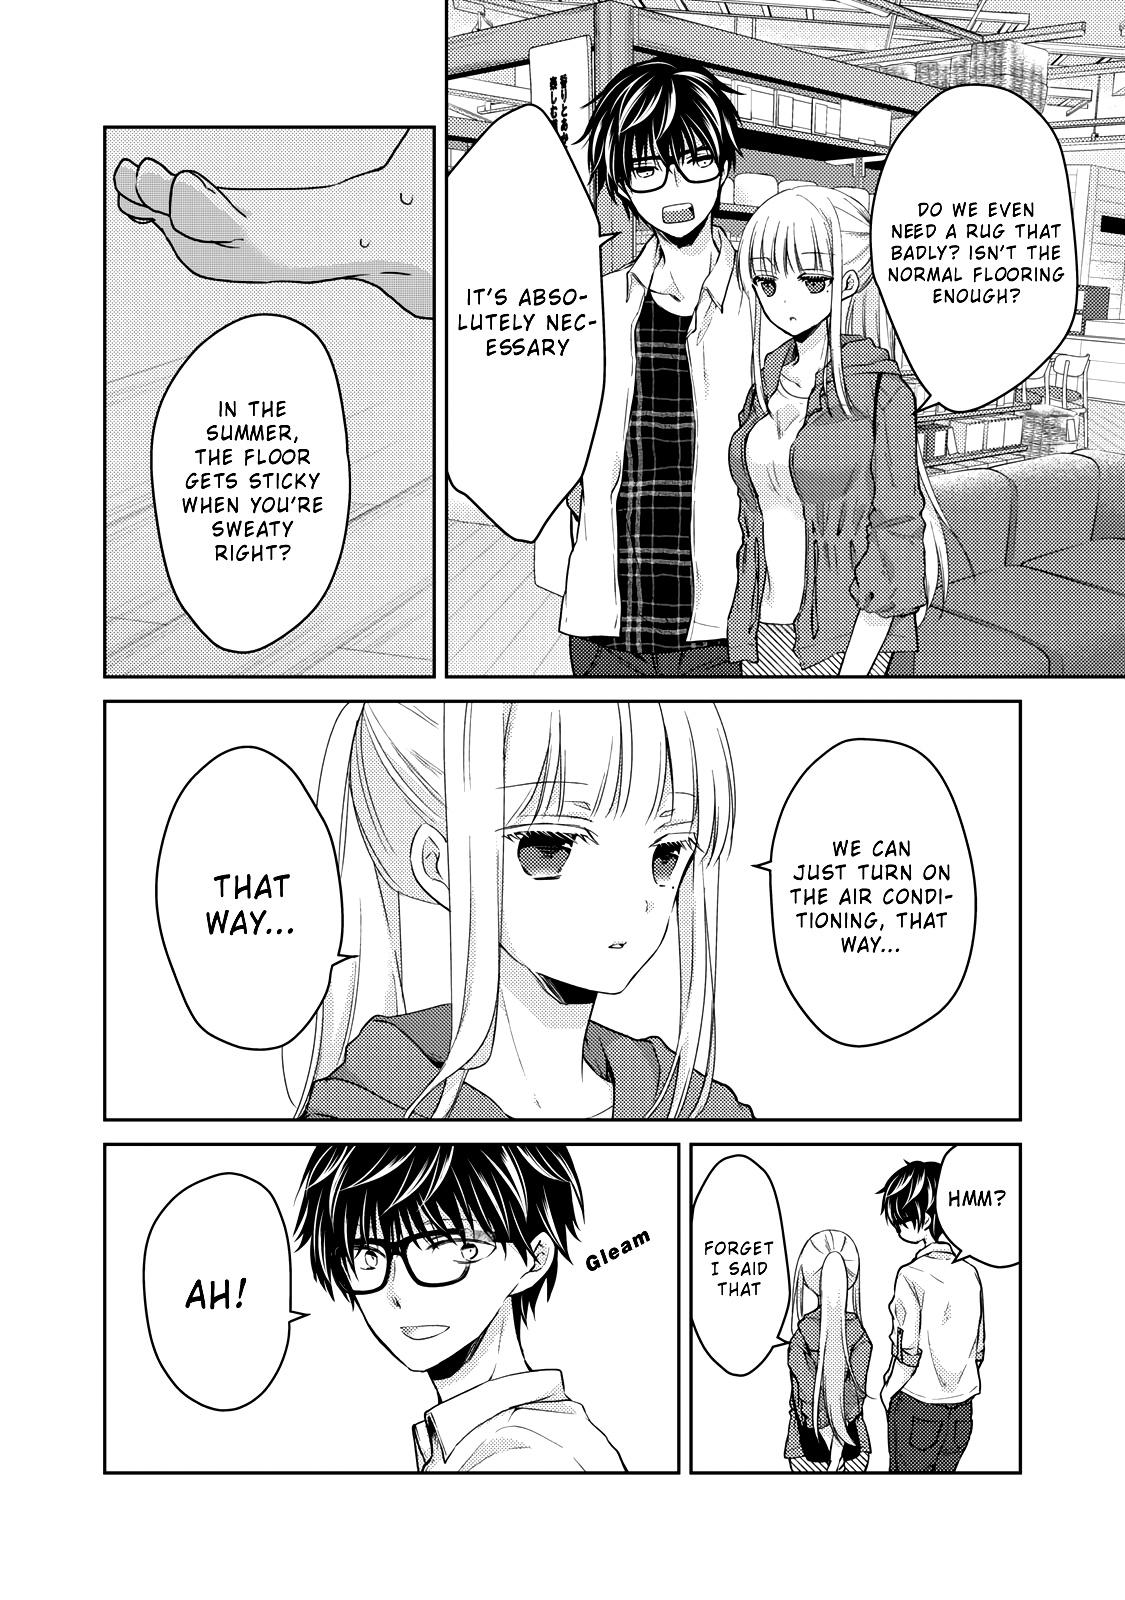 DO WE EVEN
NEED A RUG THAT
BADLY? ISN'T THE
NORMAL FLOORING
ENOUGH?
IT'S ABSO-
LUTELY NEC-
ESSARY
IN THE
SUMMER,
THE FLOOR
GETS STICKY
WHEN YOU'RE
SWEATY
RIGHT?
WE CAN
JUST TURN ON
THE AIR CONDI-
TIONING, THAT
WAY...
THAT
WAY...
HMM?
FORGET
I SAID
THAT
Gleam
AH!